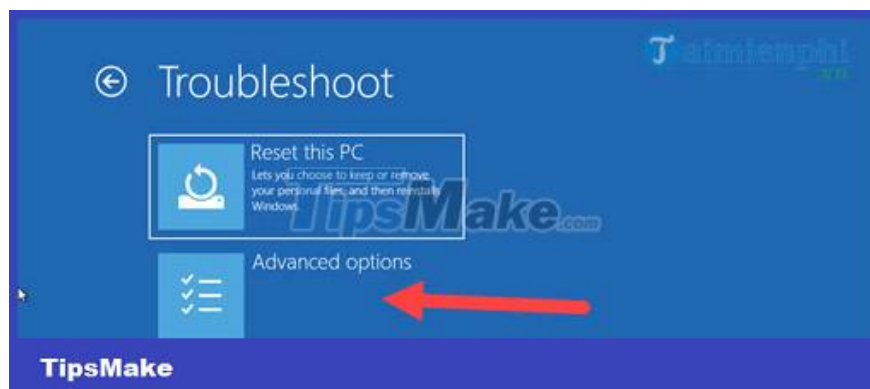 Taimienphi
.vn
Troubleshoot
Reset this PC
Lets you choose to keep or remove
your personal files, and then reinstalls
Windows.
TipsMake.com
Advanced options
TipsMake